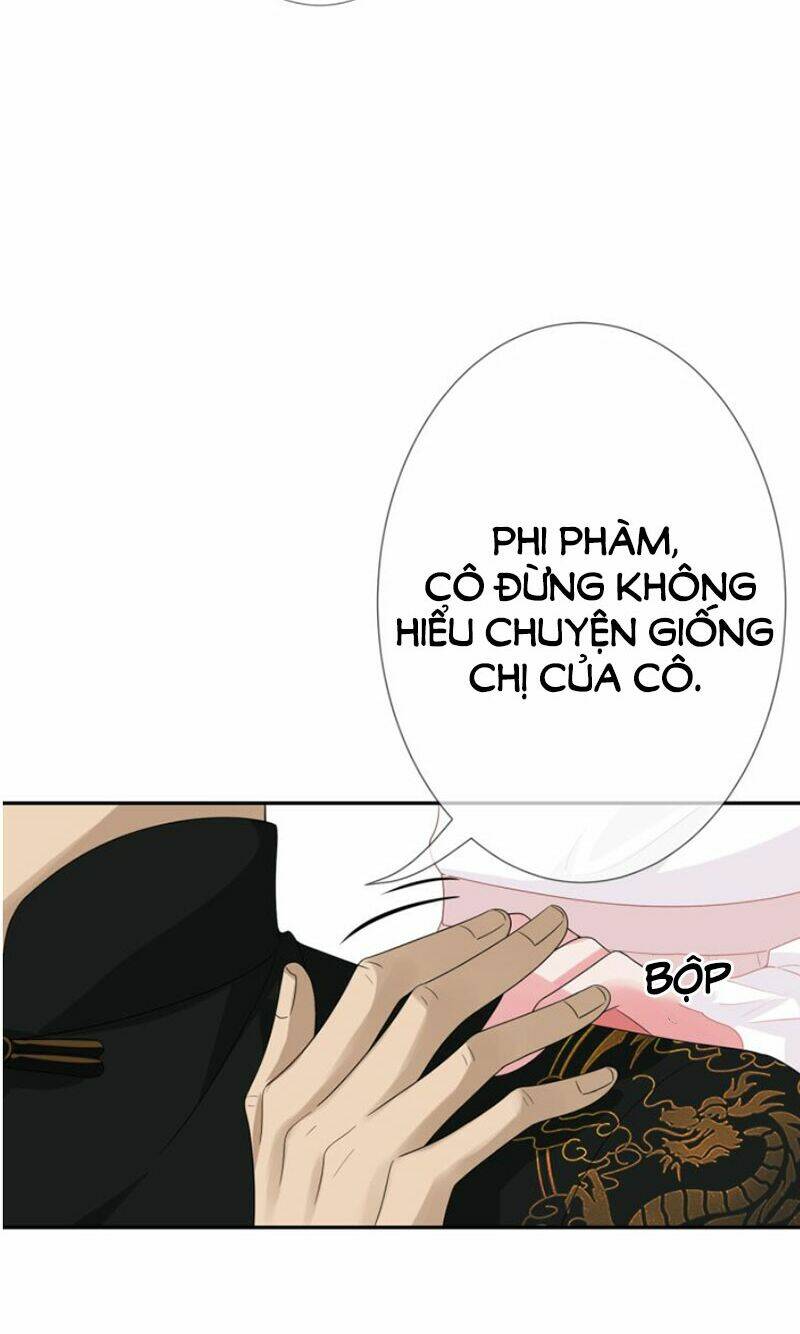 PHI PHÀM,
CÔ ĐỪNG KHÔNG
HIỂU CHUYỆN GIỐNG
CHỊ CỦA CÔ.
BỘP